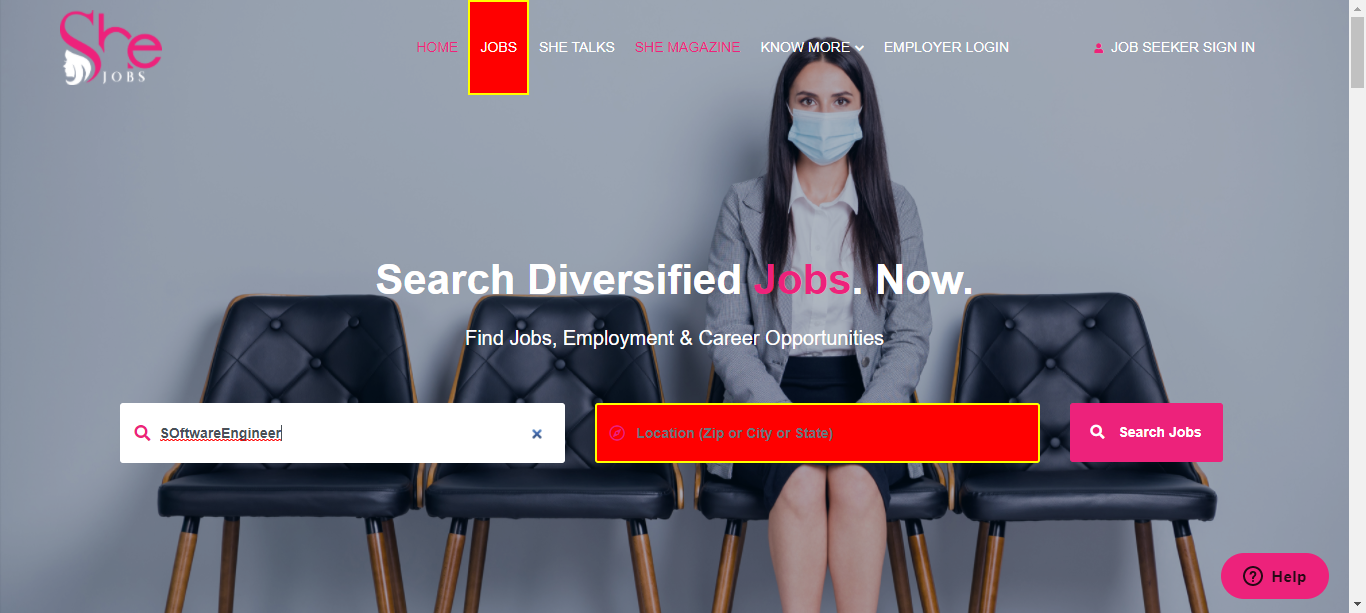 She
JOBS
HOME JOBS SHE TALKS SHE MAGAZINE KNOW MORE EMPLOYER LOGIN JOB SEEKER SIGN IN
Search Diversified Jobs. Now.
Find Jobs, Employment & Career Opportunities
SOftwareEngineer Location (Zip or City or State) Search Jobs
Help